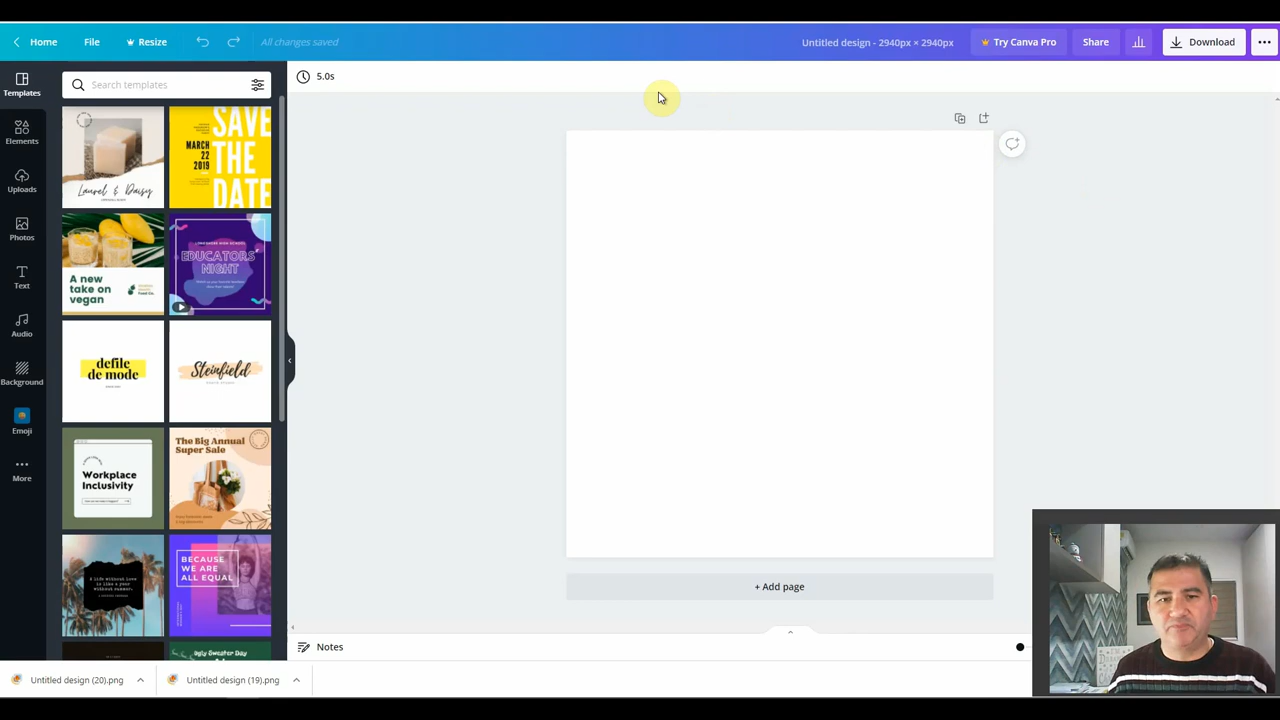 Home
File
Resize
All changes saved
Untitled design - 2940px × 2940px
Try Canva Pro
Share
Download
Templates
Elements
Uploads
Photos
Text
Audio
Background
Emoji
More
Search templates
5.0s
Laurel & Daisy
MARCH
22
2019
SAVE
THE
DATE
A new
take on
vegan
EDUCATORS'
NIGHT
defile
de mode
Steinfield
Workplace
Inclusivity
The Big Annual
Super Sale
BECAUSE
WE ARE
ALL EQUAL
Ugly Sweater Day
+ Add page
Notes
Untitled design (20).png
Untitled design (19).png